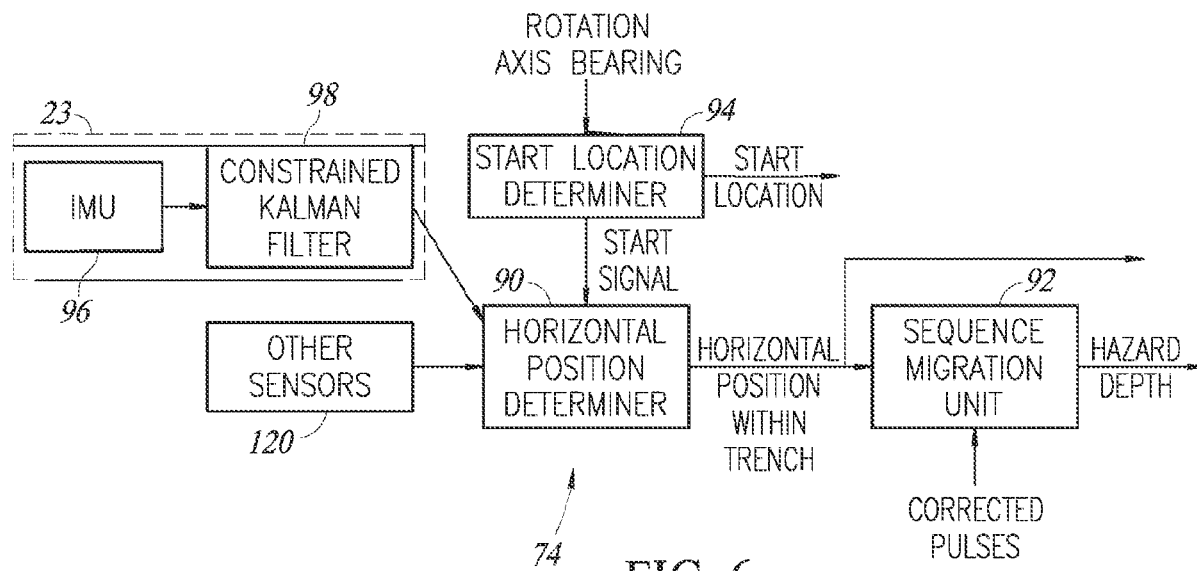 ROTATION
AXIS BEARING
23
98
94
IMU
CONSTRAINED
KALMAN
FILTER
START LOCATION
DETERMINER
START
LOCATION
96
START
SIGNAL
90
92
OTHER
SENSORS
120
HORIZONTAL
POSITION
DETERMINER
HORIZONTAL
POSITION
WITHIN
TRENCH
SEQUENCE
MIGRATION
UNIT
HAZARD
DEPTH
74
CORRECTED
PULSES
FIG. 6